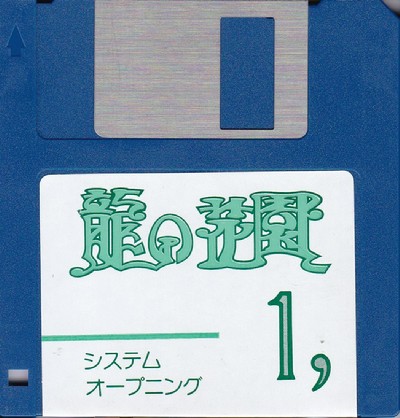 龍の花園
1,
システム
オープニング